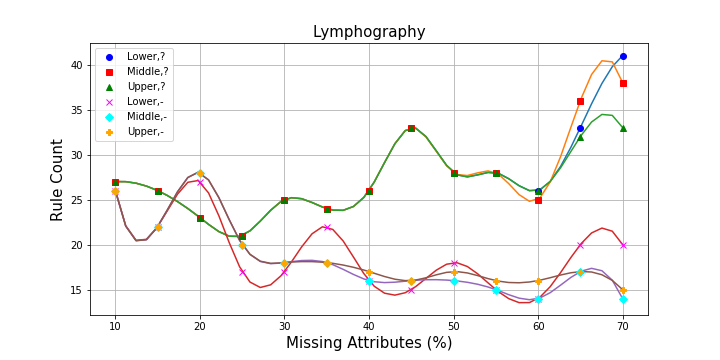 Lymphography
Rule Count
40
35
30
25
20
15
Lower,?
Middle,?
Upper,?
Lower,-
Middle,-
Upper,-
10 20 30 40 50 60 70
Missing Attributes (%)